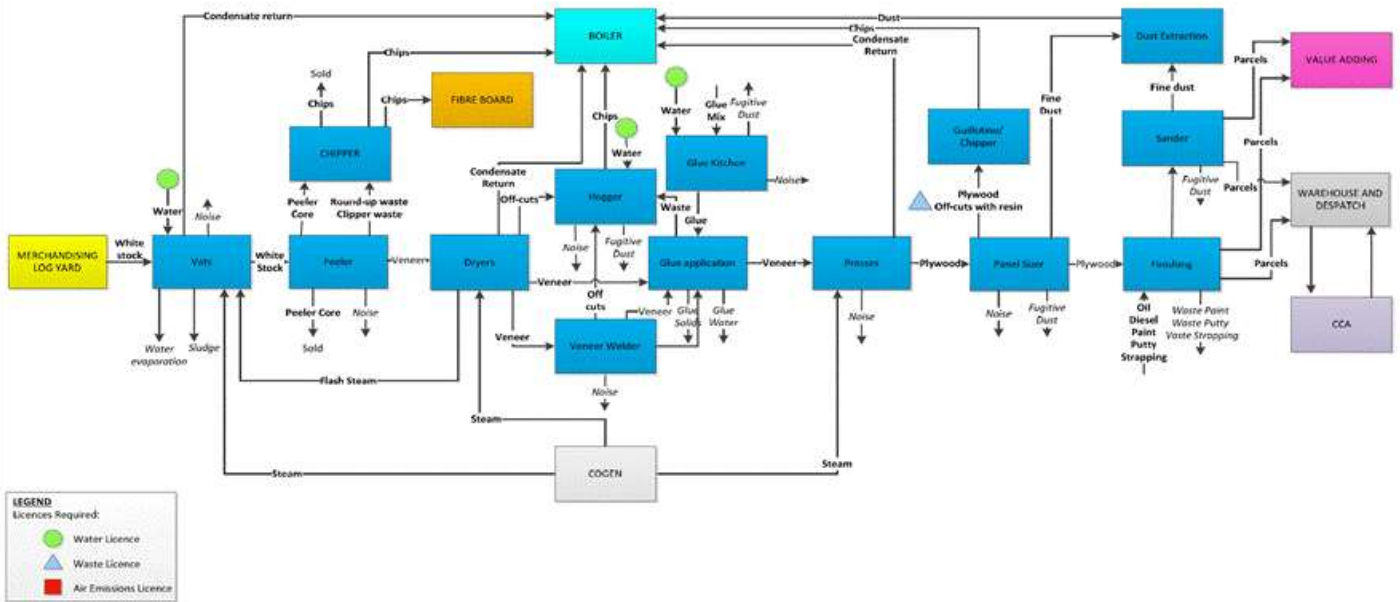 Condensate return
BOILER
Dust
Chips
Condensate
Return
Dust Extraction
Parcels
VALUE ADDING
Chips
Sold
Chips
Chips
FIBRE BOARD
Water
Glue
Mix
Fugitive
Dust
Fine
Dust
Fine dust
CHIPPER
Chips
Water
Glue Kitchen
Noise
Chipper
Sander
Parcels
Peeler
Core
Round-up waste
Clipper waste
Condensate
Return
Off-cuts
Hogger
Waste
Glue
Plywood
Off-cuts with resin
Fugitive
Dust
Parcels
WAREHOUSE AND
DESPATCH
Water
Noise
MERCHANDISING
LOG YARD
White
stock
Vats
White
Stock
Peeler
Veneer
Dryers
Noise
Fugitive
Dust
Veneer
Glue application
Veneer
Presses
Plywood
Panel Sizer
Plywood
Parcels
Off
cuts
Water
evaporation
Sludge
Peeler Core
Sold
Noise
Veneer
Veneer
Glue
Solids
Glue
Water
Veneer Welder
Noise
Noise
Fugitive
Dust
Oil
Diesel
Paint
Putty
Strapping
Waste Paint
Waste Putty
Waste Strapping
CCA
Flash Steam
Noise
Steam
Steam
COGEN
Steam
LEGEND
Licences Required:
Water Licence
Waste Licence
Air Emissions Licence